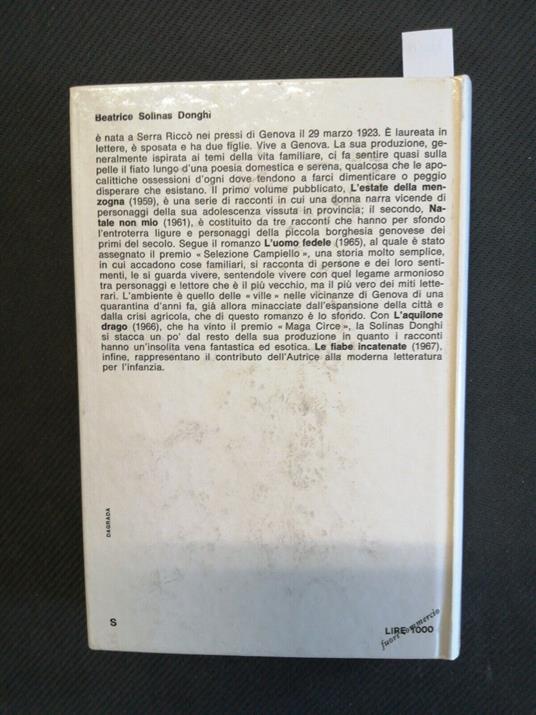 Beatrice Solinas Donghi
è nata a Serra Riccò nei pressi di Genova il 29 marzo 1923. È laureata in
lettere, è sposata e ha due figlie. Vive a Genova. La sua produzione, ge-
neralmente ispirata ai temi della vita familiare, ci fa sentire quasi sulla
pelle il fiato lungo d'una poesia domestica e serena, qualcosa che le apo-
calittiche ossessioni d'ogni dove tendono a farci dimenticare o peggio
disperare che esistano. Il primo volume pubblicato, L'estate della men-
zogna (1959), è una serie di racconti in cui una donna narra vicende di
personaggi della sua adolescenza vissuta in provincia; il secondo, Na-
tale non mio (1961), è costituito da tre racconti che hanno per sfondo
l'entroterra ligure e personaggi della piccola borghesia genovese dei
primi del secolo. Segue il romanzo L'uomo fedele (1965), al quale è stato
assegnato il premio « Selezione Campiello », una storia molto semplice,
in cui accadono cose familiari, si racconta di persone e dei loro senti-
menti, le si guarda vivere, sentendole vivere con quel legame armonioso
tra personaggi e lettore che è il più vecchio, ma il più vero dei miti lette-
rari. L'ambiente è quello delle « ville » nelle vicinanze di Genova di una
quarantina d'anni fa, già allora minacciate dall'espansione della città e
dalla crisi agricola, che di questo romanzo è lo sfondo. Con L'aquilone
drago (1966), che ha vinto il premio « Maga Circe », la Solinas Donghi
si stacca un po' dal resto della sua produzione in quanto i racconti
hanno un'insolita vena fantastica ed esotica. Le fiabe incatenate (1967),
infine, rappresentano il contributo dell'Autrice alla moderna letteratura
per l'infanzia.
DAGRADA
S
LIRE 1000
fuori commercio